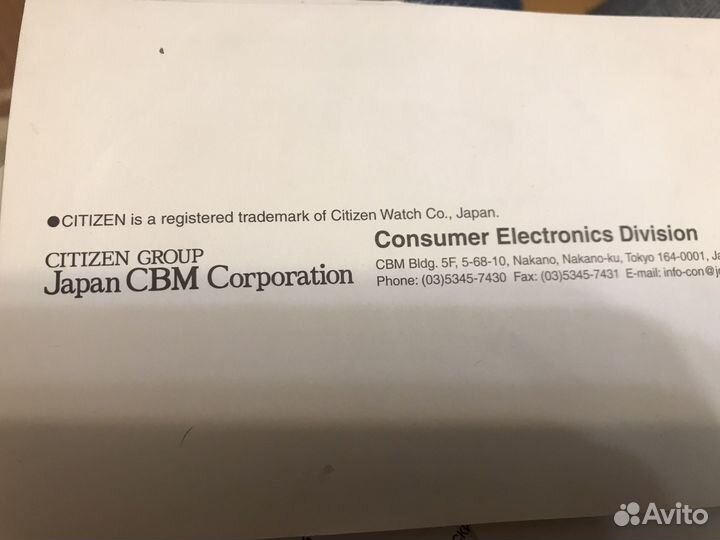 ●CITIZEN is a registered trademark of Citizen Watch Co., Japan.
CITIZEN GROUP
Japan CBM Corporation
Consumer Electronics Division
CBM Bldg. 5F, 5-68-10, Nakano, Nakano-ku, Tokyo 164-0001,
Phone: (03)5345-7430 Fax: (03)5345-7431 E-mail: info-con@
Avito